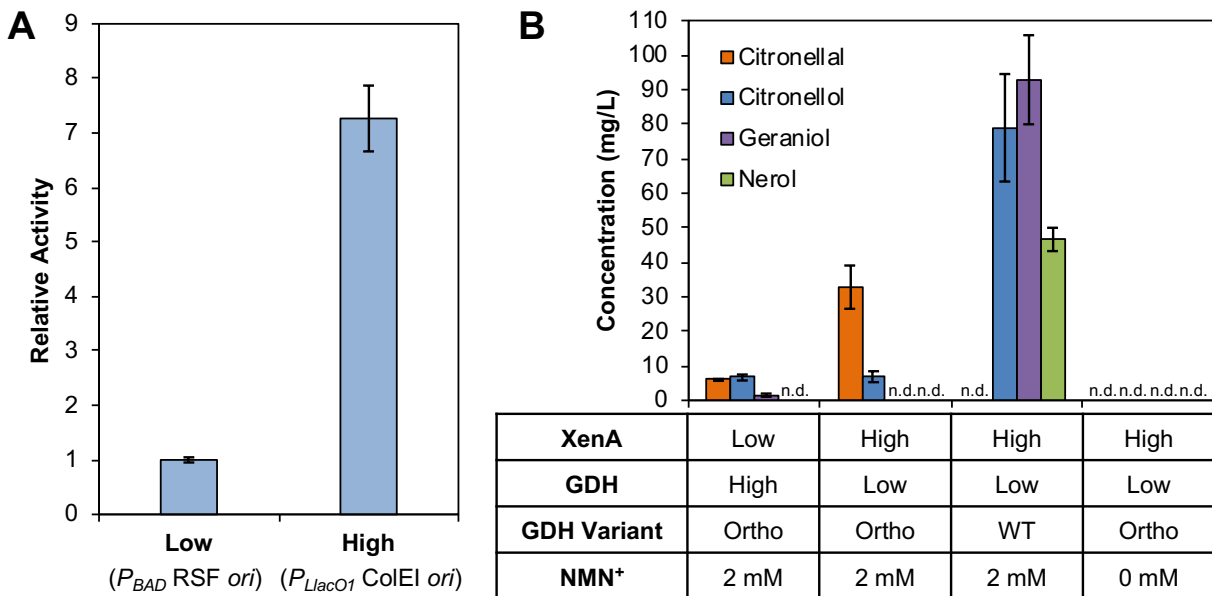 A
Relative Activity
9
8
7
6
5
4
3
2
1
0
Low
High
(P_BAD RSF ori)
(P_LlacO1 ColEI ori)
B
Concentration (mg/L)
110
100
90
80
70
60
50
40
30
20
10
0
Citronellal
Citronellol
Geraniol
Nerol
n.d.
n.d. n.d.
n.d.
n.d. n.d. n.d. n.d.
XenA Low High High High
GDH High Low Low Low
GDH Variant Ortho Ortho WT Ortho
NMN+ 2 mM 2 mM 2 mM 0 mM